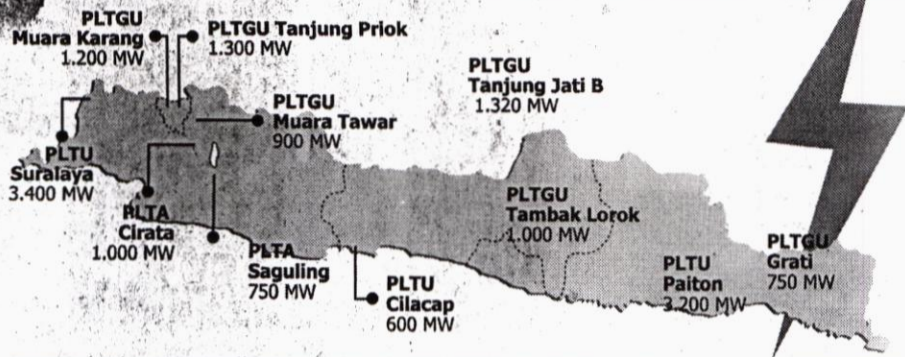 PLTGU
Muara Karang
1.200 MW
PLTGU Tanjung Priok
1.300 MW
PLTGU
Tanjung Jati B
1.320 MW
PLTGU
Muara Tawar
900 MW
PLTU
Suralaya
3.400 MW
PLTA
Cirata
1.000 MW
PLTA
Saguling
750 MW
PLTU
Cilacap
600 MW
PLTGU
Tambak Lorok
1.000 MW
PLTU
Paiton
3.200 MW
PLTGU
Grati
750 MW